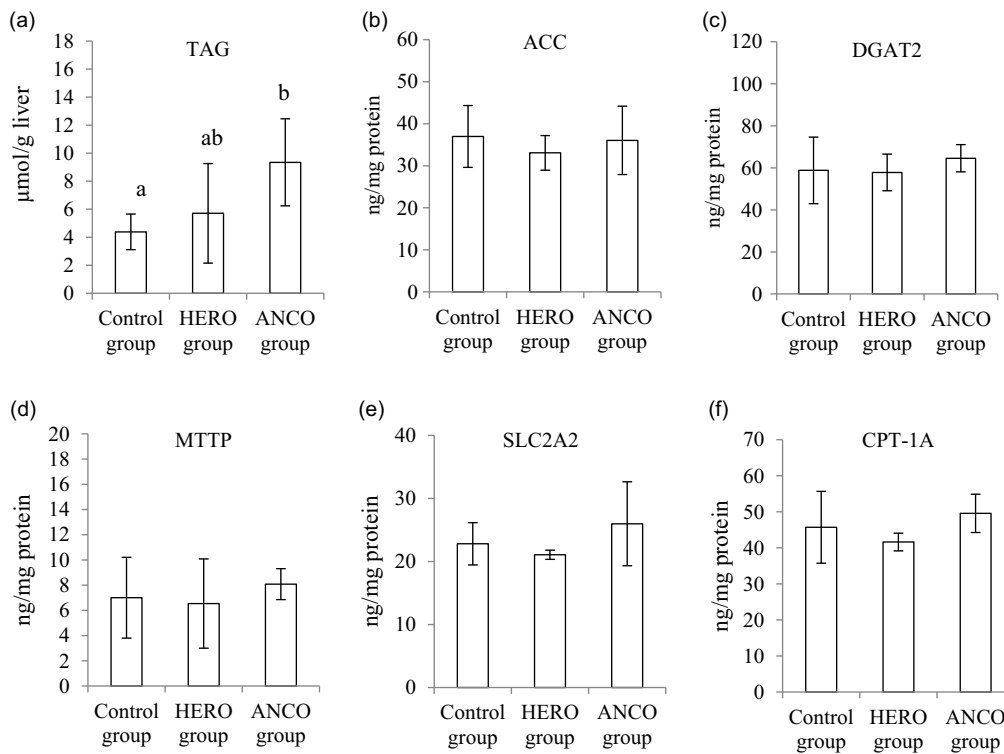 (a)
TAG
µmol/g liver
18
16
14
12
10
8
6
4
2
0
a
ab
b
Control
group
HERO
group
ANCO
group
(b)
ACC
ng/mg protein
60
50
40
30
20
10
0
Control
group
HERO
group
ANCO
group
(c)
DGAT2
ng/mg protein
120
100
80
60
40
20
0
Control
group
HERO
group
ANCO
group
(d)
MTTP
ng/mg protein
20
18
16
14
12
10
8
6
4
2
0
Control
group
HERO
group
ANCO
group
(e)
SLC2A2
ng/mg protein
40
30
20
10
0
Control
group
HERO
group
ANCO
group
(f)
CPT-1A
ng/mg protein
70
60
50
40
30
20
10
0
Control
group
HERO
group
ANCO
group